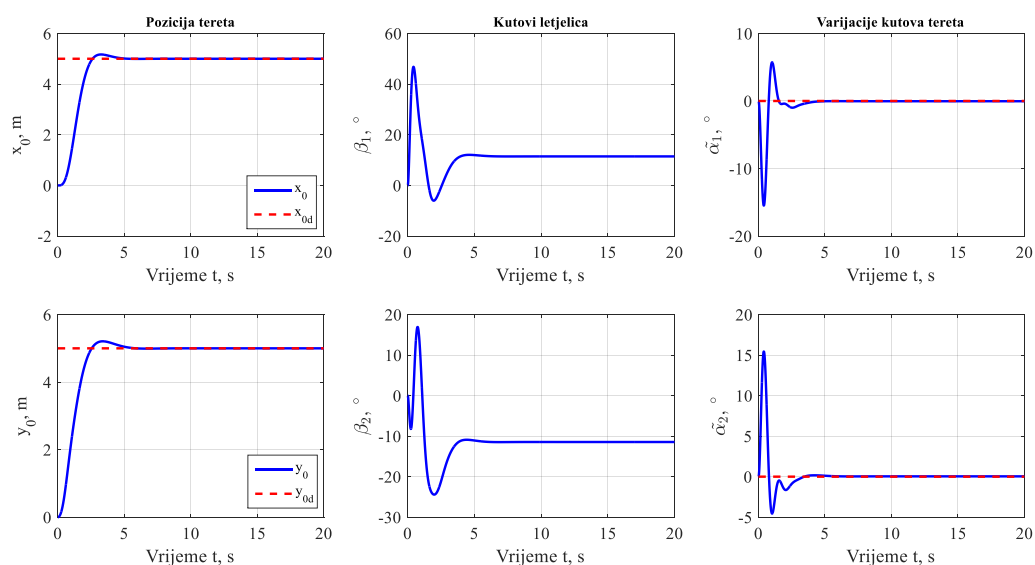 Pozicija tereta
6
4
2
0
-2
0 5 10 15 20
x0, m
Vrijeme t, s
x0
x0d
Kutovi letjelica
60
40
20
0
-20
0 5 10 15 20
β1, °
Vrijeme t, s
Varijacije kutova tereta
10
0
-10
-20
0 5 10 15 20
α̃1, °
Vrijeme t, s
6
4
2
0
0 5 10 15 20
y0, m
Vrijeme t, s
y0
y0d
20
10
0
-10
-20
-30
0 5 10 15 20
β2, °
Vrijeme t, s
20
15
10
5
0
-5
0 5 10 15 20
α̃2, °
Vrijeme t, s